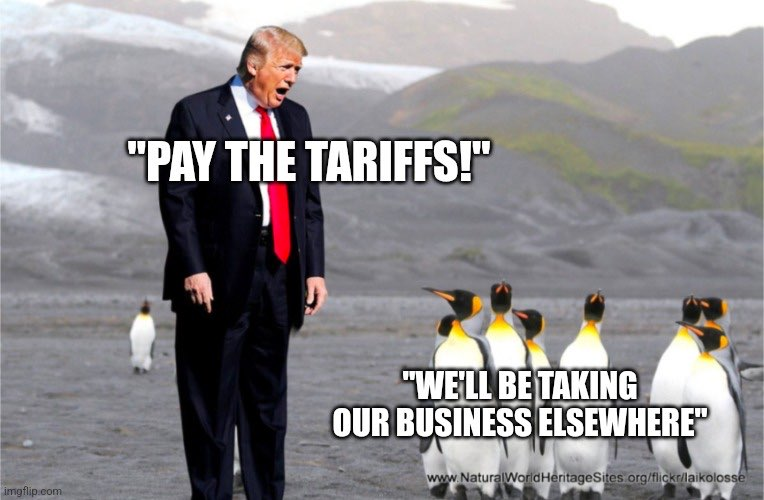 "PAY THE TARIFFS!"
"WE'LL BE TAKING
OUR BUSINESS ELSEWHERE"
www.NaturalWorldHeritageSites.org/flickr/laikolosse
imgflip.com